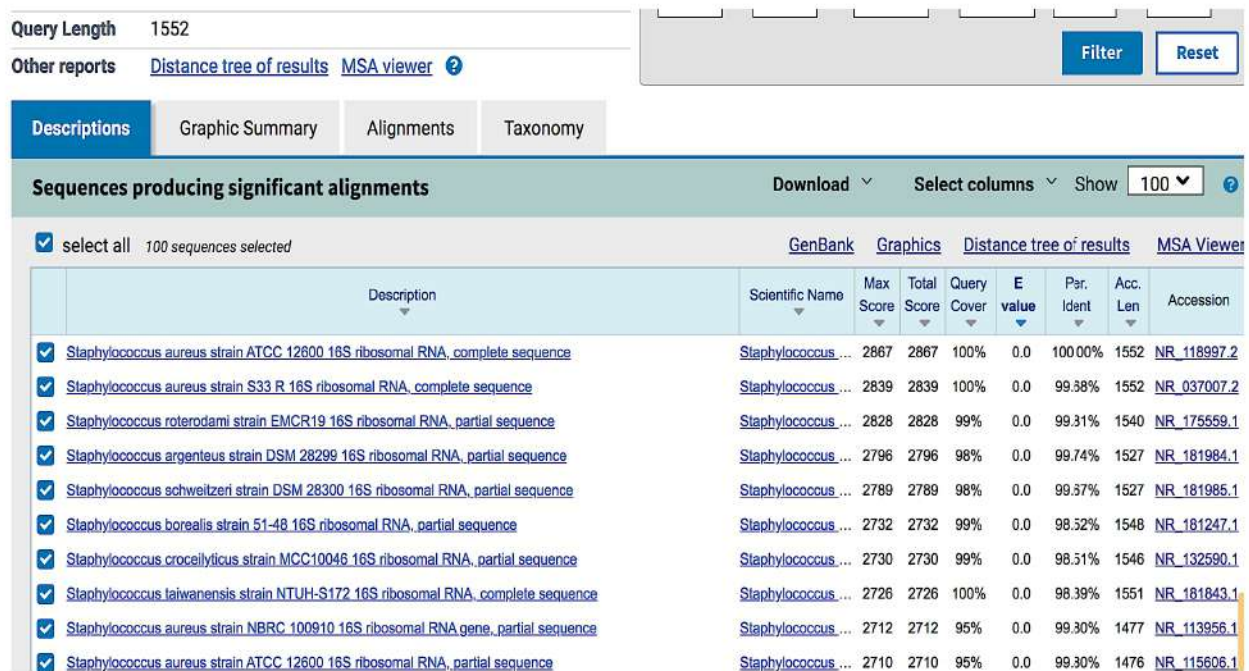 Query Length 1552
Other reports Distance tree of results MSA viewer ?
Filter Reset
Descriptions Graphic Summary Alignments Taxonomy
Sequences producing significant alignments Download Select columns Show 100 ?
select all 100 sequences selected GenBank Graphics Distance tree of results MSA Viewer
Description Scientific Name Max Score Total Score Query Cover E value Per. Ident Acc. Len Accession
Staphylococcus aureus strain ATCC 12600 16S ribosomal RNA, complete sequence Staphylococcus ... 2867 2867 100% 0.0 100.00% 1552 NR_118997.2
Staphylococcus aureus strain S33 R 16S ribosomal RNA, complete sequence Staphylococcus ... 2839 2839 100% 0.0 99.68% 1552 NR_037007.2
Staphylococcus roterodami strain EMCR19 16S ribosomal RNA, partial sequence Staphylococcus ... 2828 2828 99% 0.0 99.81% 1540 NR_175559.1
Staphylococcus argenteus strain DSM 28299 16S ribosomal RNA, partial sequence Staphylococcus ... 2796 2796 98% 0.0 99.74% 1527 NR_181984.1
Staphylococcus schweitzeri strain DSM 28300 16S ribosomal RNA, partial sequence Staphylococcus ... 2789 2789 98% 0.0 99.67% 1527 NR_181985.1
Staphylococcus borealis strain 51-48 16S ribosomal RNA, partial sequence Staphylococcus ... 2732 2732 99% 0.0 98.52% 1548 NR_181247.1
Staphylococcus croceilyticus strain MCC10046 16S ribosomal RNA, partial sequence Staphylococcus ... 2730 2730 99% 0.0 98.51% 1546 NR_132590.1
Staphylococcus taiwanensis strain NTUH-S172 16S ribosomal RNA, complete sequence Staphylococcus ... 2726 2726 100% 0.0 98.39% 1551 NR_181843.1
Staphylococcus aureus strain NBRC 100910 16S ribosomal RNA gene, partial sequence Staphylococcus ... 2712 2712 95% 0.0 99.80% 1477 NR_113956.1
Staphylococcus aureus strain ATCC 12600 16S ribosomal RNA, partial sequence Staphylococcus ... 2710 2710 95% 0.0 99.80% 1476 NR_115606.1